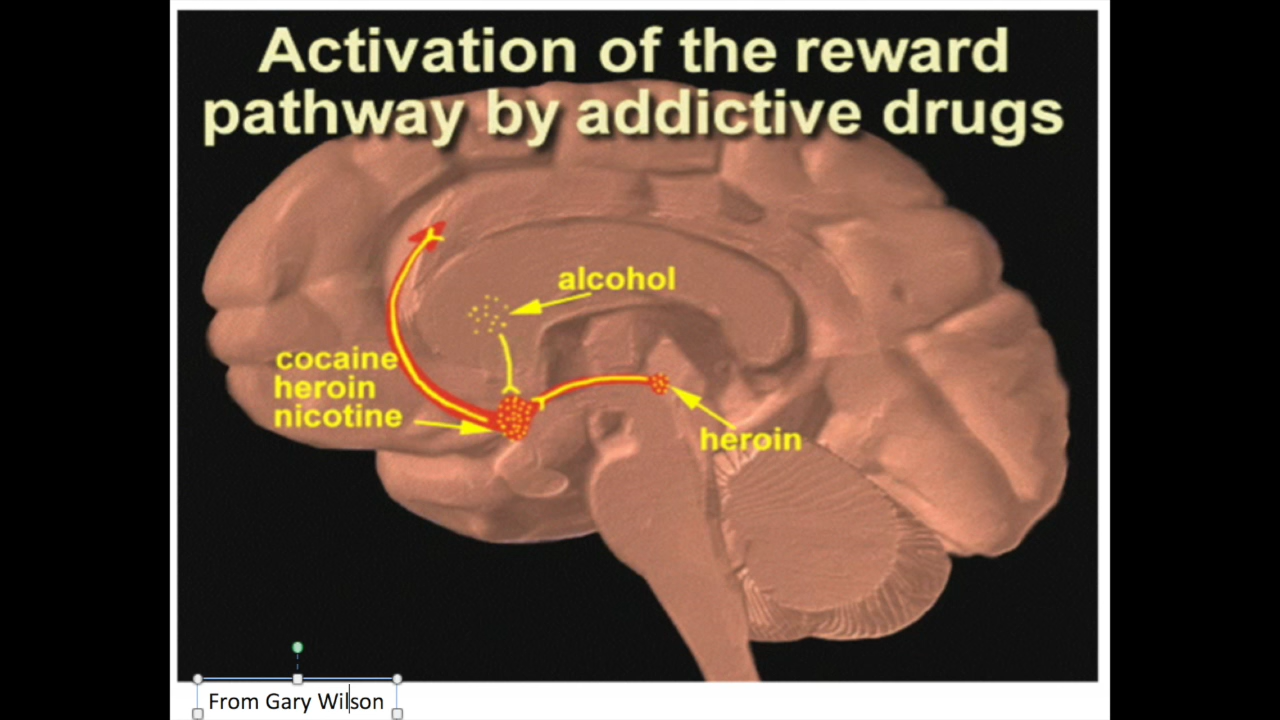 Activation of the reward
pathway by addictive drugs
alcohol
cocaine
heroin
nicotine
heroin
From Gary Wilson